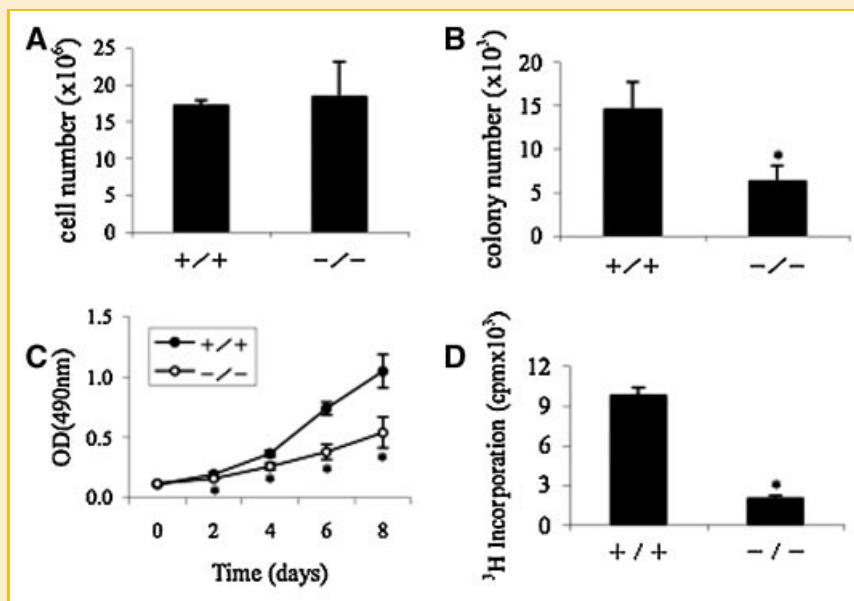 A
cell number (x10⁶)
25
20
15
10
5
0
+/+
−/−
B
colony number (x10³)
20
15
10
5
0
+/+
−/−
C
OD(490nm)
1.5
1.0
0.5
0.0
+/+
−/−
0 2 4 6 8
Time (days)
D
³H Incorporation (cpmx10³)
12
9
6
3
0
+/+
−/−